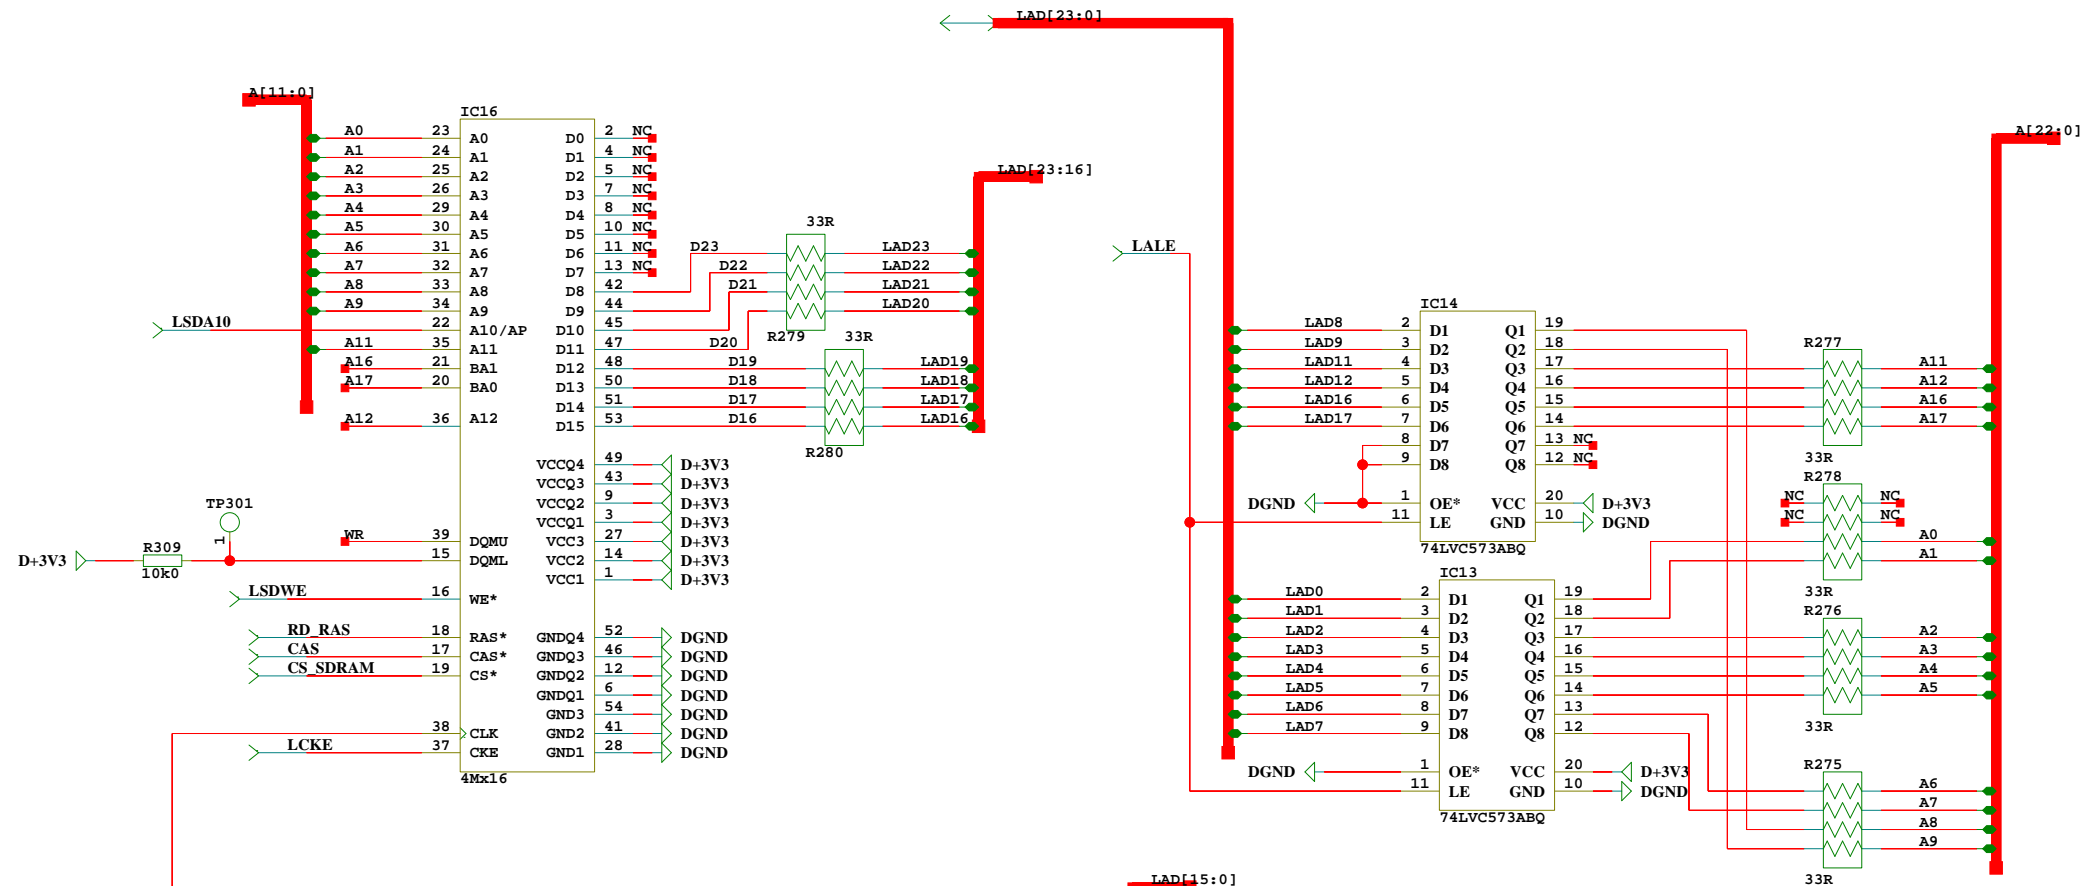 LAD[23:0]
A[11:0]
IC16
A0 23 A0 D0 2 NC
A1 24 A1 D1 4 NC
A2 25 A2 D2 5 NC
A3 26 A3 D3 7 NC
A4 29 A4 D4 8 NC
A5 30 A5 D5 10 NC
A6 31 A6 D6 11 NC
A7 32 A7 D7 13 NC
A8 33 A8 D8 42
A9 34 A9 D9 44
LSDA10 22 A10/AP D10 45
A11 35 A11 D11 47
A16 21 BA1 D12 48
A17 20 BA0 D13 50
D14 51
A12 36 A12 D15 53
VCCQ4 49 D+3V3
VCCQ3 43 D+3V3
VCCQ2 9 D+3V3
VCCQ1 3 D+3V3
WR 39 DQMU VCC3 27 D+3V3
15 DQML VCC2 14 D+3V3
VCC1 1 D+3V3
TP301
1
D+3V3
R309
10k0
LSDWE 16 WE*
RD_RAS 18 RAS* GNDQ4 52 DGND
CAS 17 CAS* GNDQ3 46 DGND
CS_SDRAM 19 CS* GNDQ2 12 DGND
GNDQ1 6 DGND
GND3 54 DGND
38 CLK GND2 41 DGND
LCKE 37 CKE GND1 28 DGND
4Mx16
LAD[23:16]
33R
D23 LAD23
D22 LAD22
D21 LAD21
D20 LAD20
R279
33R
D19 LAD19
D18 LAD18
D17 LAD17
D16 LAD16
R280
LALE
IC14
LAD8 2 D1 Q1 19
LAD9 3 D2 Q2 18
LAD11 4 D3 Q3 17
LAD12 5 D4 Q4 16
LAD16 6 D5 Q5 15
LAD17 7 D6 Q6 14
8 D7 Q7 13 NC
9 D8 Q8 12 NC
DGND 1 OE* VCC 20 D+3V3
11 LE GND 10 DGND
74LVC573ABQ
IC13
LAD0 2 D1 Q1 19
LAD1 3 D2 Q2 18
LAD2 4 D3 Q3 17
LAD3 5 D4 Q4 16
LAD4 6 D5 Q5 15
LAD5 7 D6 Q6 14
LAD6 8 D7 Q7 13
LAD7 9 D8 Q8 12
DGND 1 OE* VCC 20 D+3V3
11 LE GND 10 DGND
74LVC573ABQ
A[22:0]
R277
A11
A12
A16
A17
33R
R278
NC NC
NC NC
A0
A1
33R
R276
A2
A3
A4
A5
33R
R275
A6
A7
A8
A9
33R
LAD[15:0]